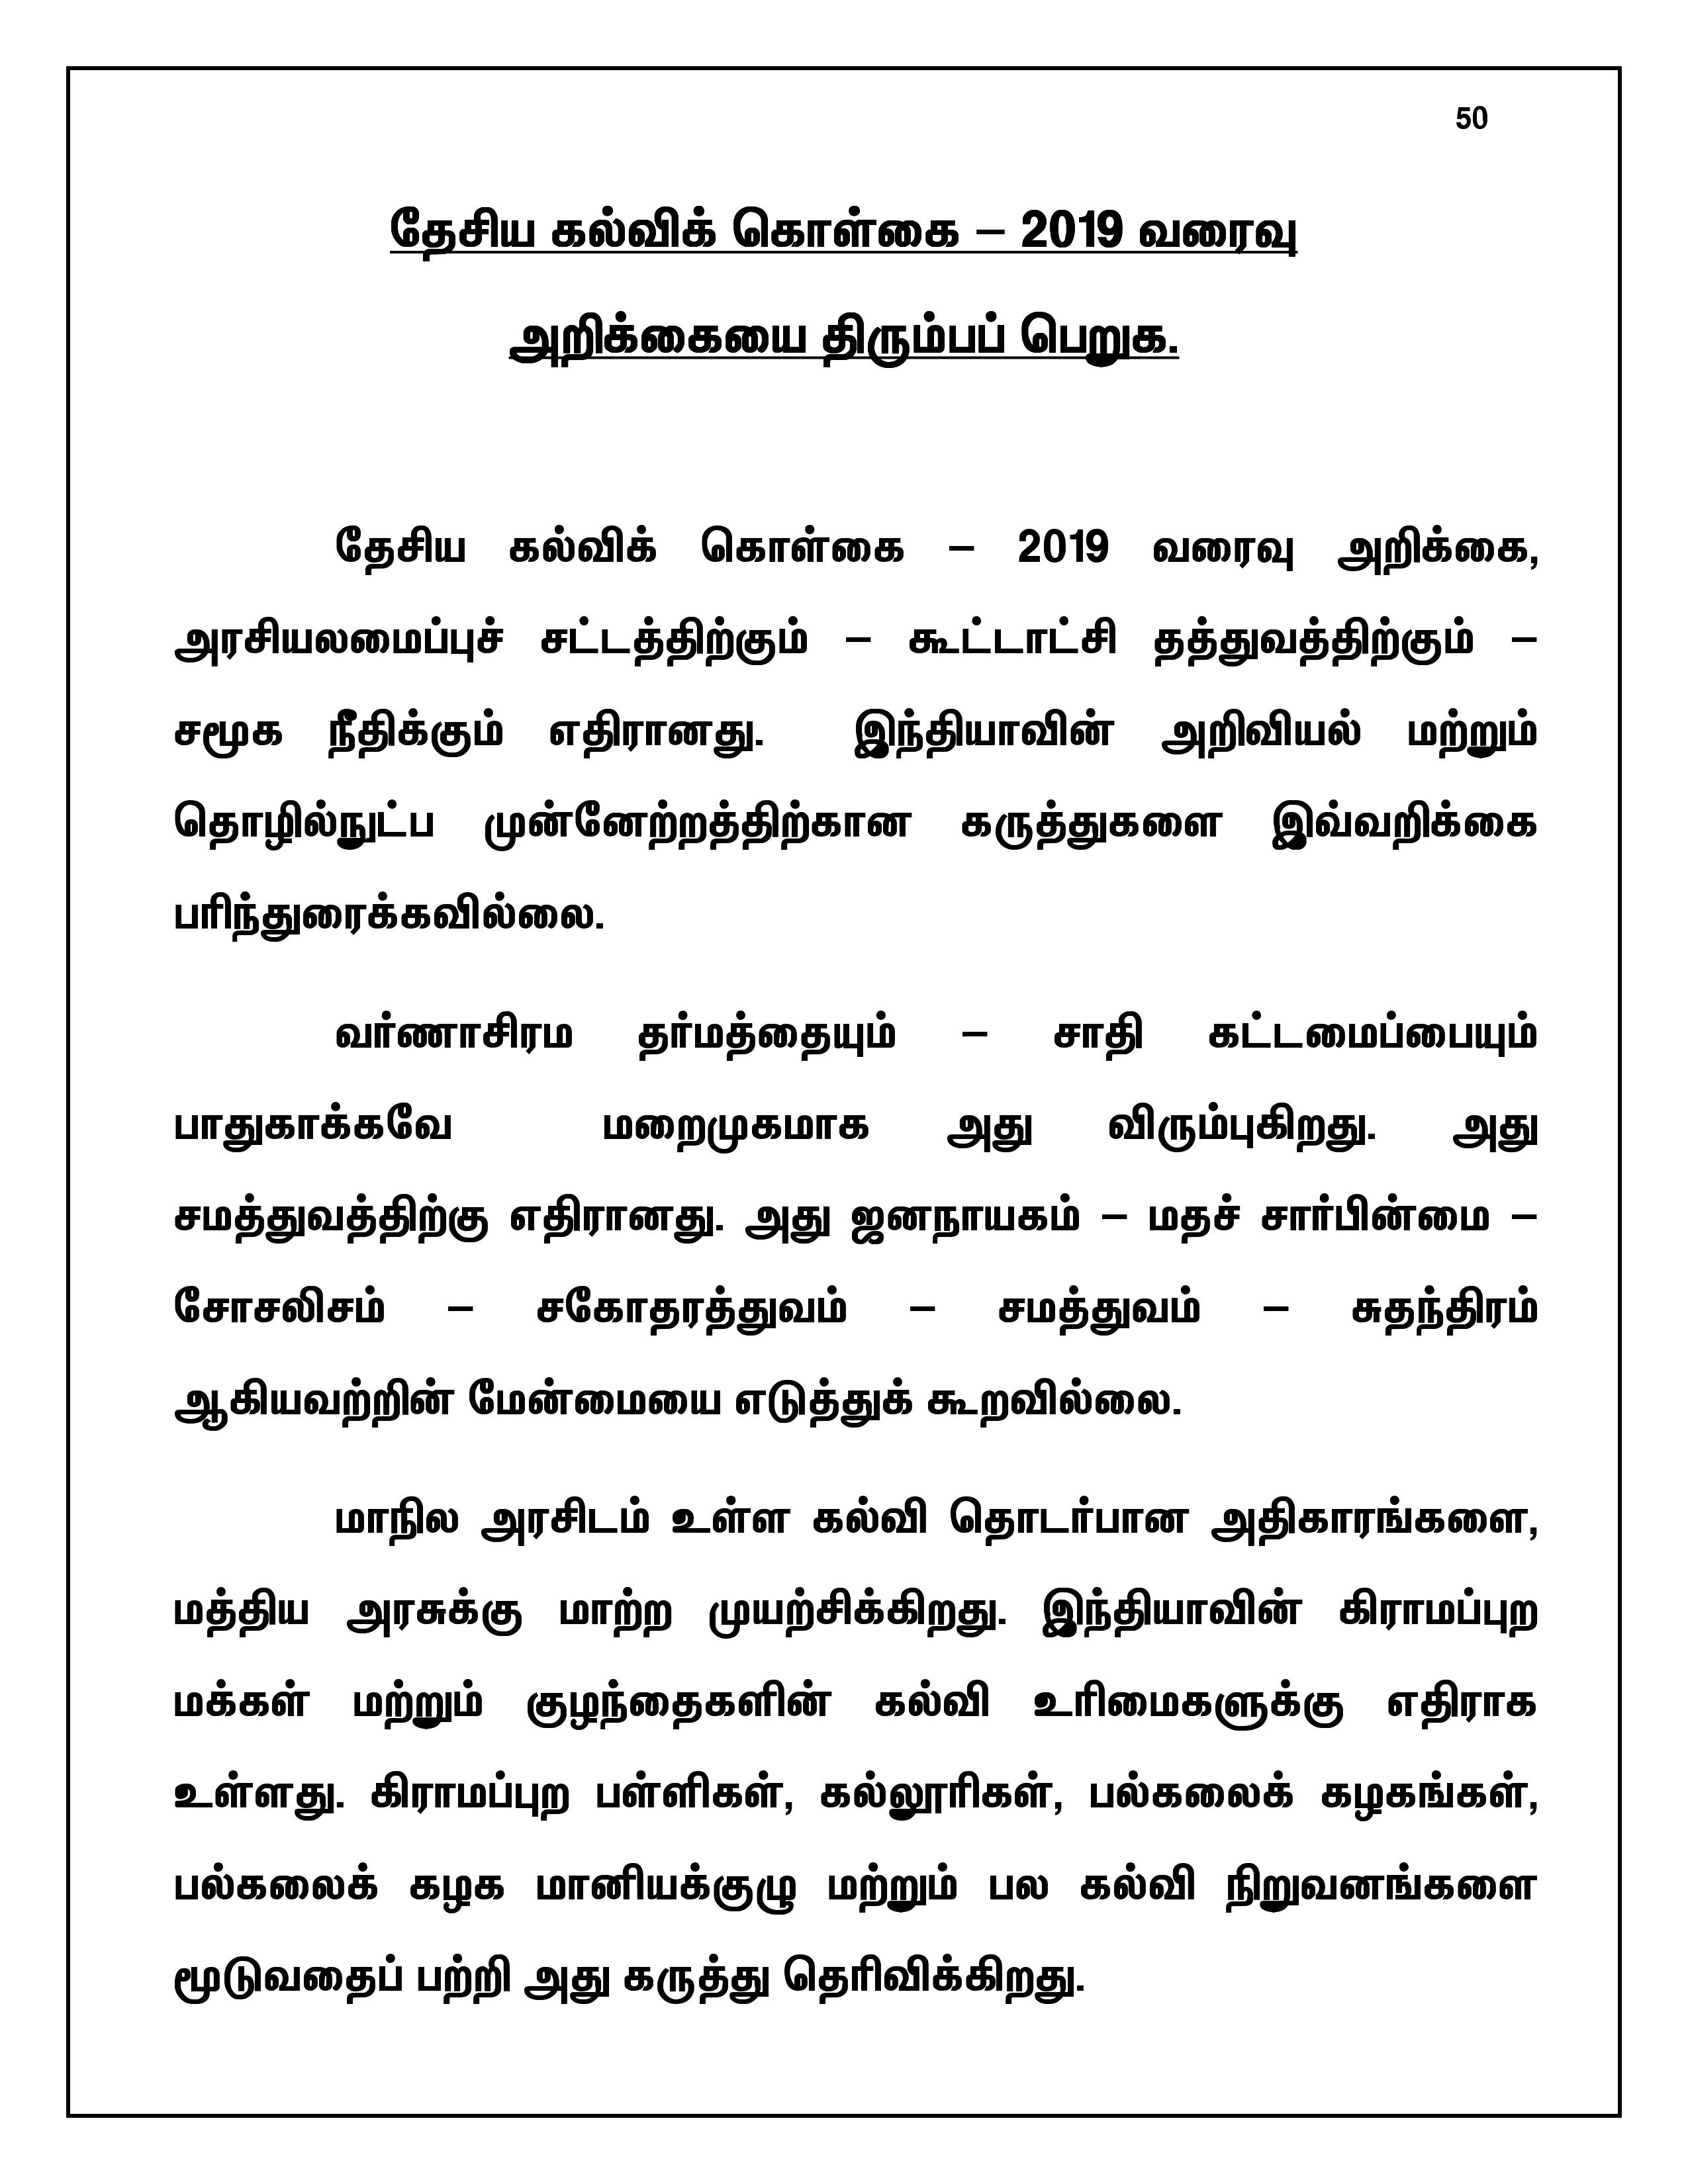 50
தேசிய கல்விக் கொள்கை – 2019 வரைவு
அறிக்கையை திரும்பப் பெறுக.
தேசிய கல்விக் கொள்கை – 2019 வரைவு அறிக்கை,
அரசியலமைப்புச் சட்டத்திற்கும் – கூட்டாட்சி தத்துவத்திற்கும் –
சமூக நீதிக்கும் எதிரானது. இந்தியாவின் அறிவியல் மற்றும்
தொழில்நுட்ப முன்னேற்றத்திற்கான கருத்துகளை இவ்வறிக்கை
பரிந்துரைக்கவில்லை.
வர்ணாசிரம தர்மத்தையும் – சாதி கட்டமைப்பையும்
பாதுகாக்கவே மறைமுகமாக அது விரும்புகிறது. அது
சமத்துவத்திற்கு எதிரானது. அது ஜனநாயகம் – மதச் சார்பின்மை –
சோசலிசம் – சகோதரத்துவம் – சமத்துவம் – சுதந்திரம்
ஆகியவற்றின் மேன்மையை எடுத்துக் கூறவில்லை.
மாநில அரசிடம் உள்ள கல்வி தொடர்பான அதிகாரங்களை,
மத்திய அரசுக்கு மாற்ற முயற்சிக்கிறது. இந்தியாவின் கிராமப்புற
மக்கள் மற்றும் குழந்தைகளின் கல்வி உரிமைகளுக்கு எதிராக
உள்ளது. கிராமப்புற பள்ளிகள், கல்லூரிகள், பல்கலைக் கழகங்கள்,
பல்கலைக் கழக மானியக்குழு மற்றும் பல கல்வி நிறுவனங்களை
மூடுவதைப் பற்றி அது கருத்து தெரிவிக்கிறது.